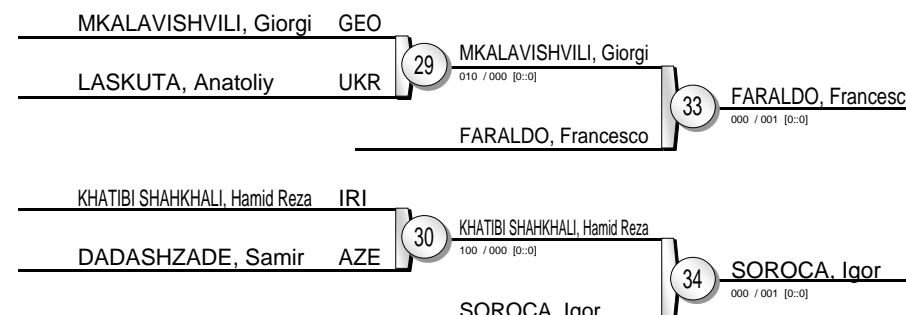 MKALAVISHVILI, Giorgi GEO
LASKUTA, Anatoliy UKR
29
MKALAVISHVILI, Giorgi
010 / 000 [0::0]
FARALDO, Francesco
33
FARALDO, Francesc
000 / 001 [0::0]
KHATIBI SHAHKHALI, Hamid Reza IRI
DADASHZADE, Samir AZE
30
KHATIBI SHAHKHALI, Hamid Reza
100 / 000 [0::0]
SOROCA, Igor
34
SOROCA, Igor
000 / 001 [0::0]